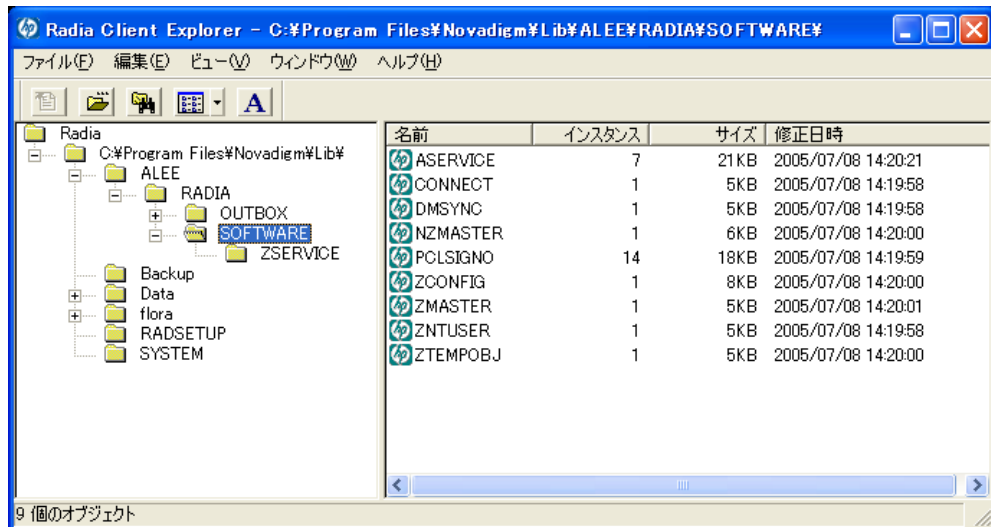 Radia Client Explorer - C:¥Program Files¥Novadigm¥Lib¥ALEE¥RADIA¥SOFTWARE¥
ファイル(F) 編集(E) ビュー(V) ウィンドウ(W) ヘルプ(H)
A
Radia
C:¥Program Files¥Novadigm¥Lib¥
ALEE
RADIA
OUTBOX
SOFTWARE
ZSERVICE
Backup
Data
flora
RADSETUP
SYSTEM
名前 インスタンス サイズ 修正日時
ASERVICE 7 21KB 2005/07/08 14:20:21
CONNECT 1 5KB 2005/07/08 14:19:58
DMSYNC 1 5KB 2005/07/08 14:19:58
NZMASTER 1 6KB 2005/07/08 14:20:00
PCLSIGNO 14 18KB 2005/07/08 14:19:59
ZCONFIG 1 8KB 2005/07/08 14:20:00
ZMASTER 1 5KB 2005/07/08 14:20:01
ZNTUSER 1 5KB 2005/07/08 14:19:58
ZTEMPOBJ 1 5KB 2005/07/08 14:20:00
9 個のオブジェクト